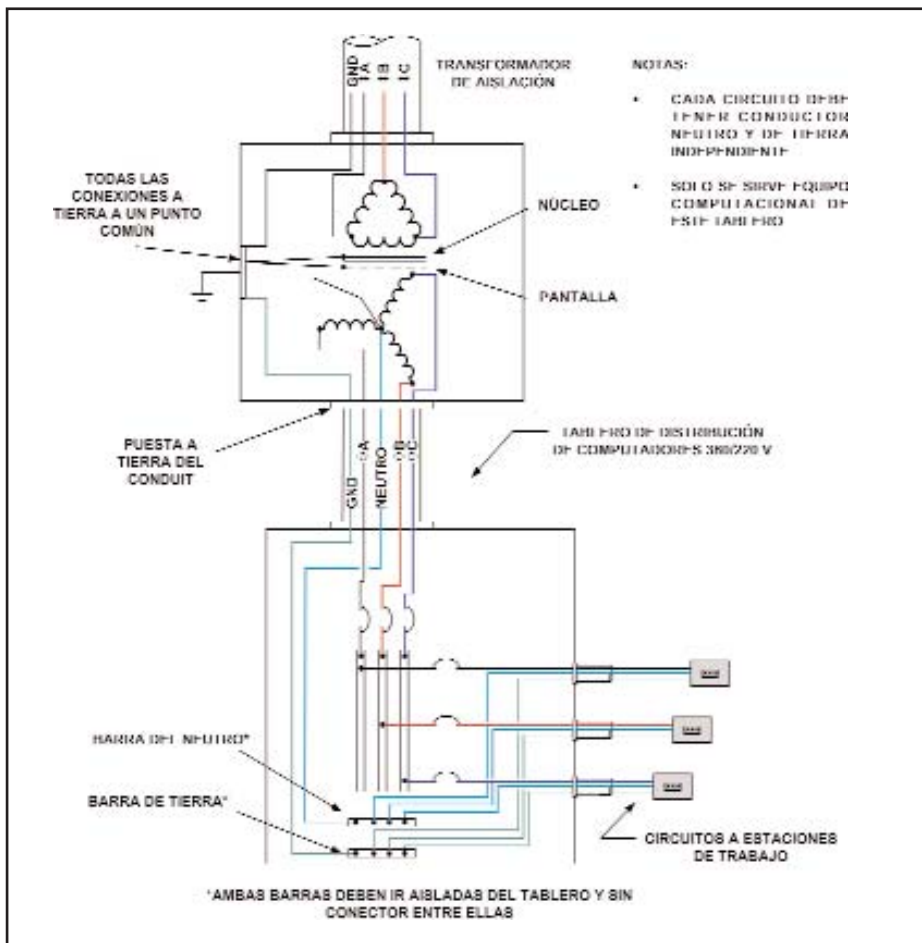 GND
1A
1B
1C
TRANSFORMADOR
DE AISLACIÓN
NOTAS:
• CADA CIRCUITO DEBE
TENER CONDUCTOR
NEUTRO Y DE TIERRA
INDEPENDIENTE
• SOLO SE SIRVE EQUIPO
COMPUTACIONAL DE
ESTE TABLERO
TODAS LAS
CONEXIONES A
TIERRA A UN PUNTO
COMÚN
NÚCLEO
PANTALLA
PUESTA A
TIERRA DEL
CONDUIT
GND
NEUTRO
TABLERO DE DISTRIBUCIÓN
DE COMPUTADORES 380/220 V
BARRA DEL NEUTRO*
BARRA DE TIERRA*
CIRCUITOS A ESTACIONES
DE TRABAJO
*AMBAS BARRAS DEBEN IR AISLADAS DEL TABLERO Y SIN
CONECTOR ENTRE ELLAS